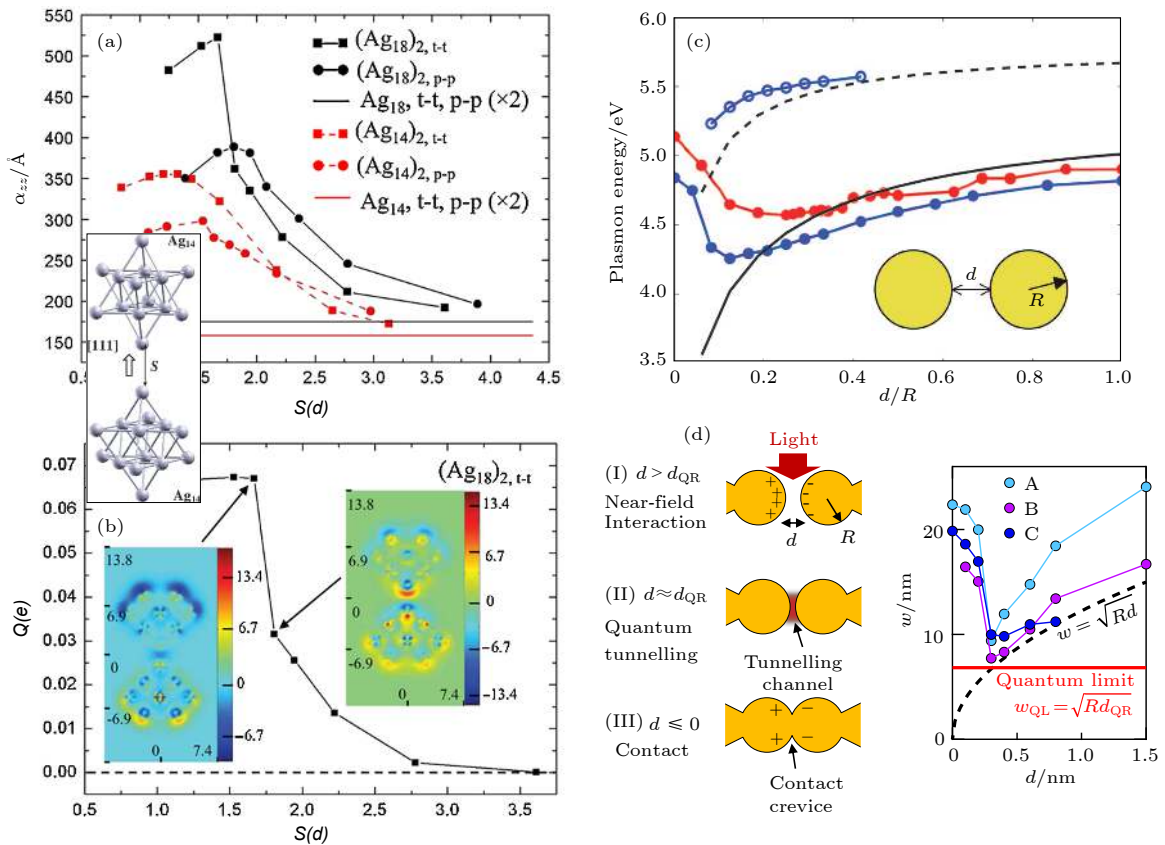 (a)
550
500
450
400
350
300
250
200
150
α_zz/Å
(Ag₁₈)₂, t-t
(Ag₁₈)₂, p-p
Ag₁₈, t-t, p-p (×2)
(Ag₁₄)₂, t-t
(Ag₁₄)₂, p-p
Ag₁₄, t-t, p-p (×2)
Ag₁₄
[111]
S
Ag₁₄
2.0 2.5 3.0 3.5 4.0 4.5
S(d)
(b)
0.07
0.06
0.05
0.04
0.03
0.02
0.01
0.00
Q(e)
(Ag₁₈)₂, t-t
13.8
6.9
0
-6.9
0 7.4
13.4
6.7
0
-6.7
13.8
6.9
0
-6.9
0 7.4
13.4
6.7
0
-6.7
-13.4
0.5 1.0 1.5 2.0 2.5 3.0 3.5
S(d)
(c)
6.0
5.5
5.0
4.5
4.0
3.5
Plasmon energy/eV
d
R
0 0.2 0.4 0.6 0.8 1.0
d/R
(d)
Light
(I) d > d_QR
Near-field
Interaction
d
R
(II) d≈d_QR
Quantum
tunnelling
Tunnelling
channel
(III) d ⩽ 0
Contact
Contact
crevice
A
B
C
20
10
0
w/nm
w = √Rd
Quantum limit
w_QL = √Rd_QR
0 0.5 1.0 1.5
d/nm